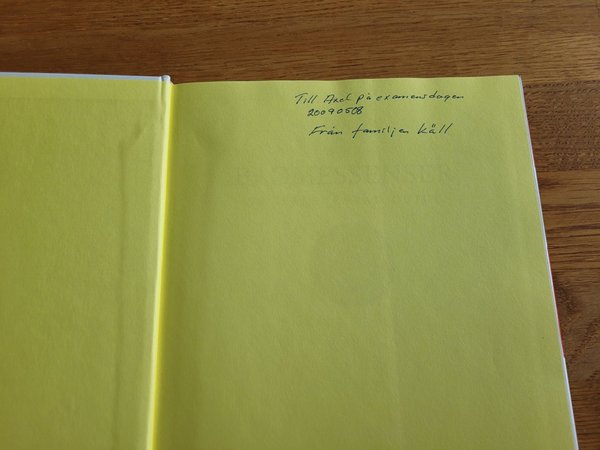 Till Axel på examensdagen
20090508
Från familjen Käll